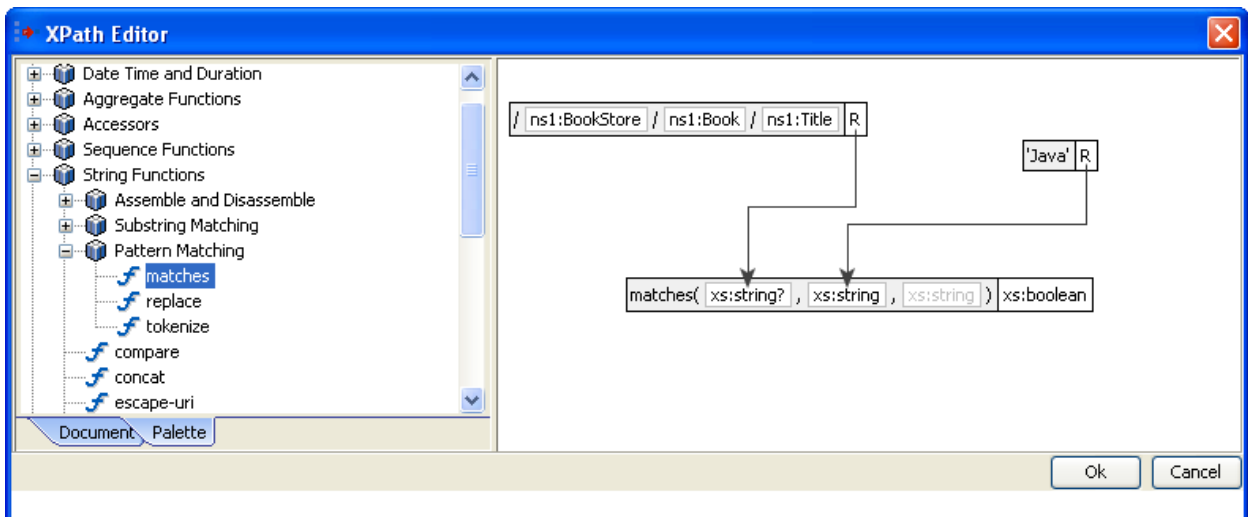 XPath Editor
Date Time and Duration
Aggregate Functions
Accessors
Sequence Functions
String Functions
Assemble and Disassemble
Substring Matching
Pattern Matching
matches
replace
tokenize
compare
concat
escape-uri
Document Palette
/ ns1:BookStore / ns1:Book / ns1:Title R
'Java' R
matches( xs:string? , xs:string , xs:string ) xs:boolean
Ok Cancel